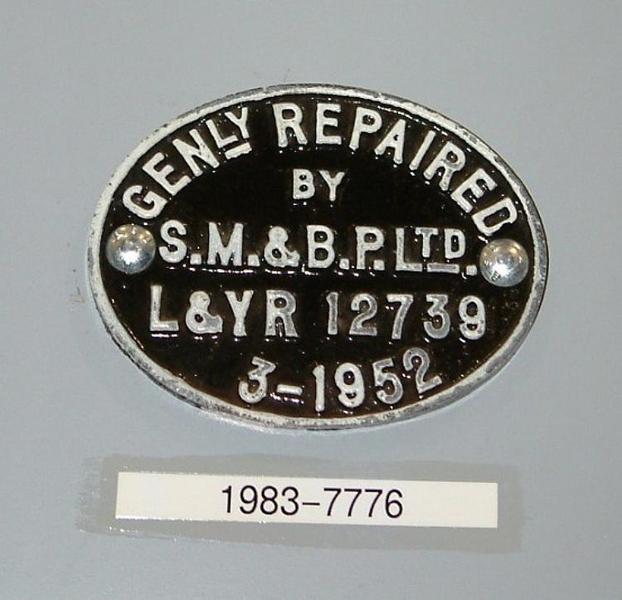 GENLY REPAIRED
BY
S.M.&B.P.LTD.
L&YR 12739
3-1952
1983-7776